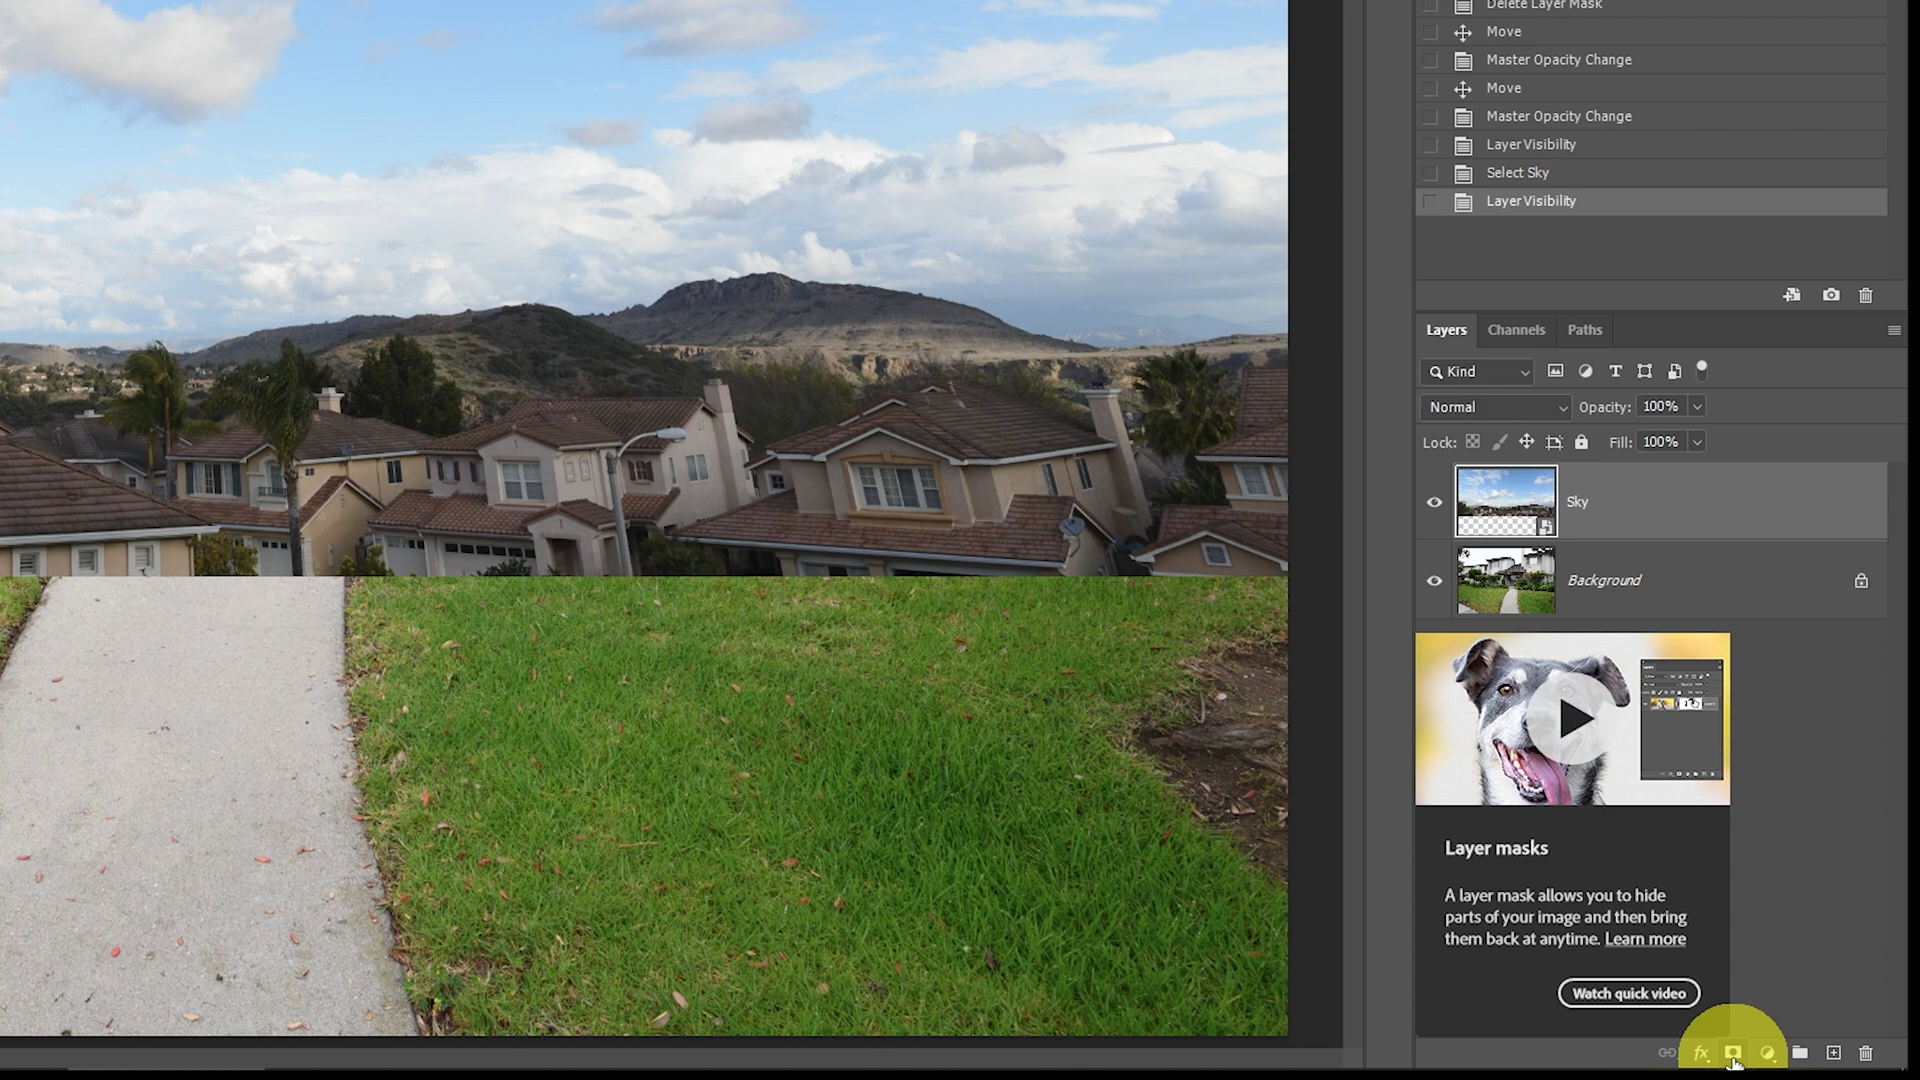 Delete Layer Mask
Move
Master Opacity Change
Move
Master Opacity Change
Layer Visibility
Select Sky
Layer Visibility
Layers Channels Paths
Kind
Normal Opacity: 100%
Lock: Fill: 100%
Sky
Background
Layer masks
A layer mask allows you to hide
parts of your image and then bring
them back at anytime. Learn more
Watch quick video
fx